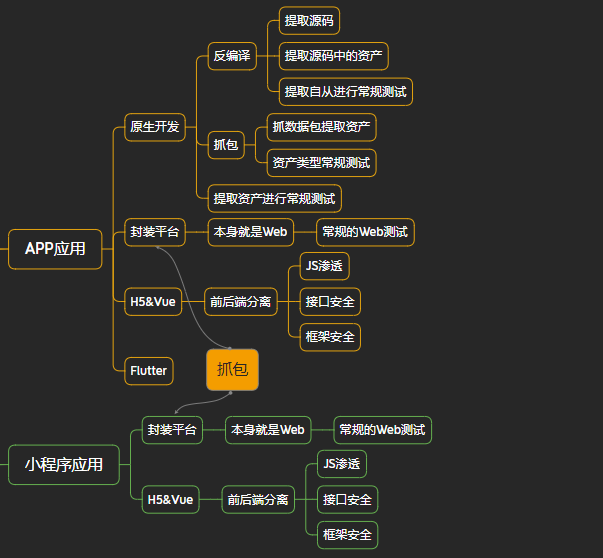 APP应用
原生开发
反编译
提取源码
提取源码中的资产
提取自从进行常规测试
抓包
抓数据包提取资产
资产类型常规测试
提取资产进行常规测试
封装平台
本身就是Web
常规的Web测试
H5&Vue
前后端分离
JS渗透
接口安全
框架安全
Flutter
抓包
小程序应用
封装平台
本身就是Web
常规的Web测试
H5&Vue
前后端分离
JS渗透
接口安全
框架安全